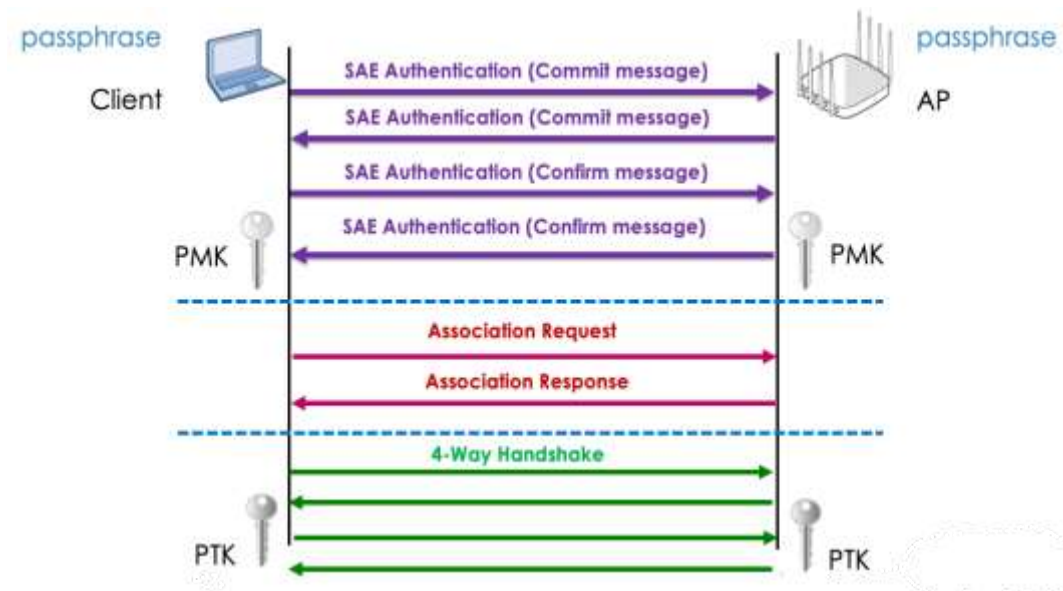 passphrase
passphrase
Client
AP
SAE Authentication (Commit message)
SAE Authentication (Commit message)
SAE Authentication (Confirm message)
SAE Authentication (Confirm message)
PMK
PMK
Association Request
Association Response
4-Way Handshake
PTK
PTK